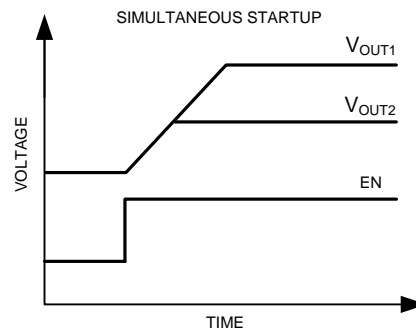 SIMULTANEOUS STARTUP
VOUT1
VOUT2
EN
VOLTAGE
TIME